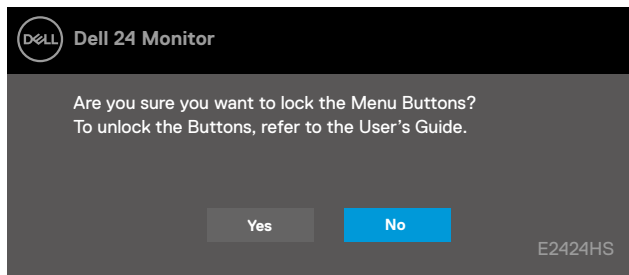 DELL Dell 24 Monitor
Are you sure you want to lock the Menu Buttons?
To unlock the Buttons, refer to the User’s Guide.
Yes No
E2424HS